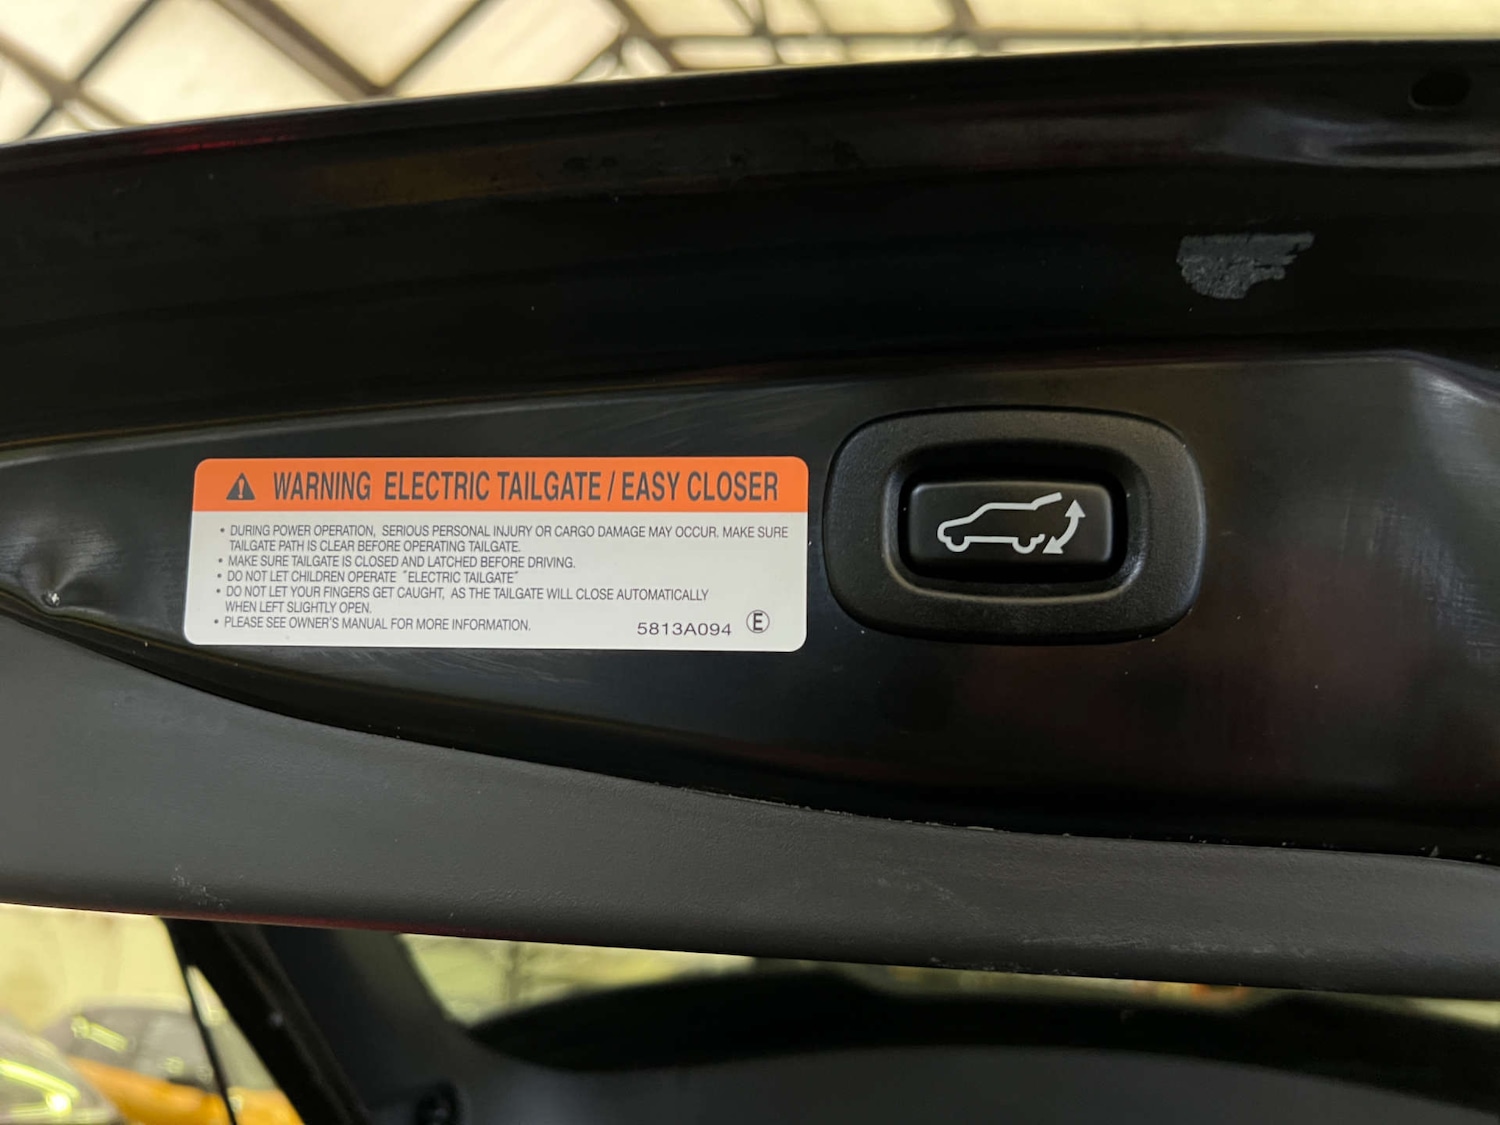 WARNING ELECTRIC TAILGATE / EASY CLOSER
• DURING POWER OPERATION, SERIOUS PERSONAL INJURY OR CARGO DAMAGE MAY OCCUR. MAKE SURE
TAILGATE PATH IS CLEAR BEFORE OPERATING TAILGATE.
• MAKE SURE TAILGATE IS CLOSED AND LATCHED BEFORE DRIVING.
• DO NOT LET CHILDREN OPERATE "ELECTRIC TAILGATE"
• DO NOT LET YOUR FINGERS GET CAUGHT, AS THE TAILGATE WILL CLOSE AUTOMATICALLY
WHEN LEFT SLIGHTLY OPEN.
• PLEASE SEE OWNER'S MANUAL FOR MORE INFORMATION.
5813A094 Ⓔ